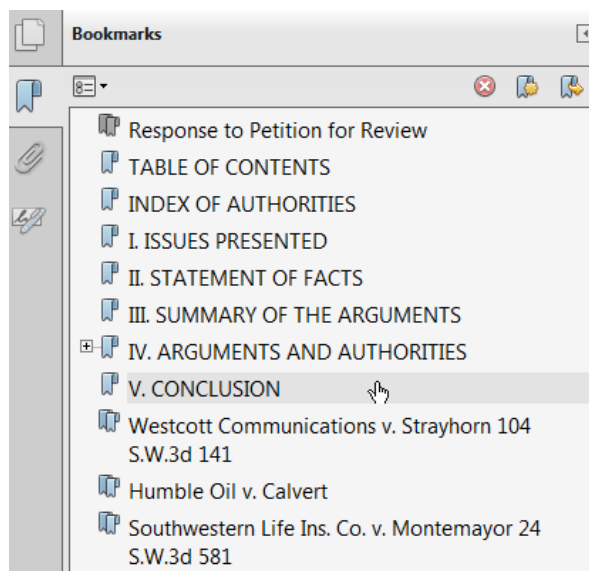 Bookmarks
Response to Petition for Review
TABLE OF CONTENTS
INDEX OF AUTHORITIES
I. ISSUES PRESENTED
II. STATEMENT OF FACTS
III. SUMMARY OF THE ARGUMENTS
IV. ARGUMENTS AND AUTHORITIES
V. CONCLUSION
Westcott Communications v. Strayhorn 104
S.W.3d 141
Humble Oil v. Calvert
Southwestern Life Ins. Co. v. Montemayor 24
S.W.3d 581